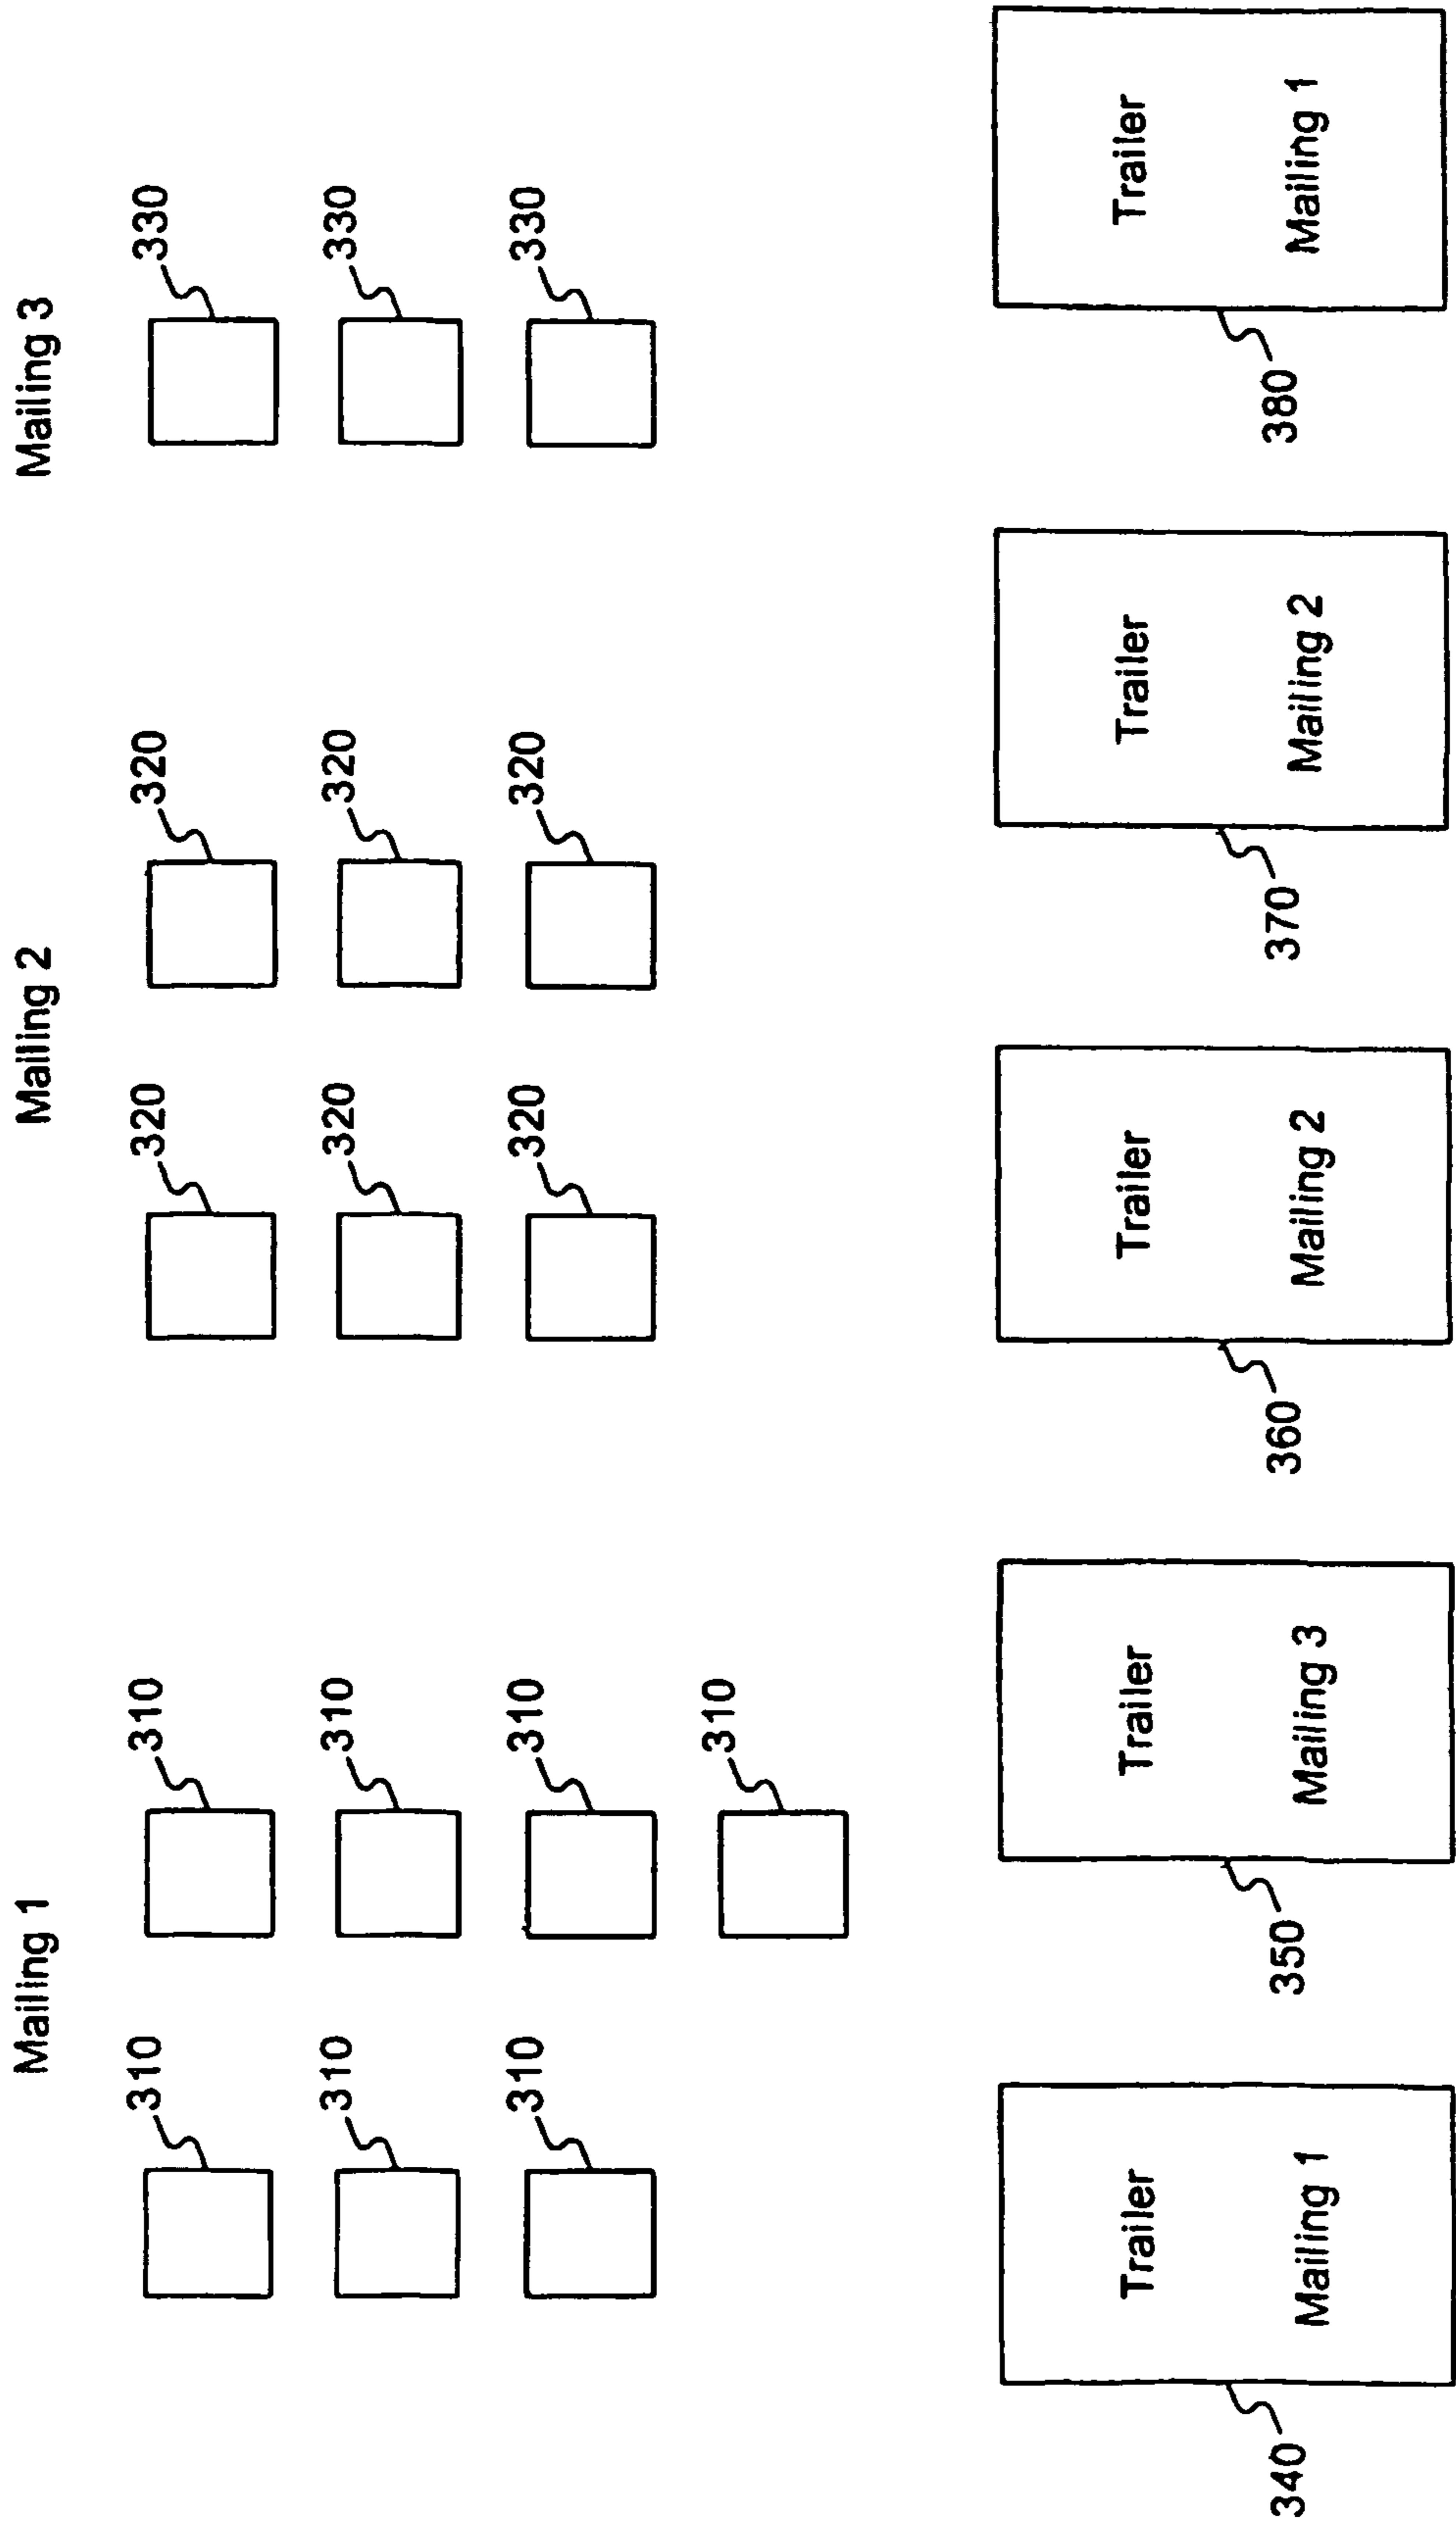 Mailing 1 Mailing 2 Mailing 3
310 310 320 320 330
310 310 320 320 330
310 310 320 320 330
310
Trailer Trailer Trailer Trailer Trailer
Mailing 1 Mailing 3 Mailing 2 Mailing 2 Mailing 1
340 350 360 370 380